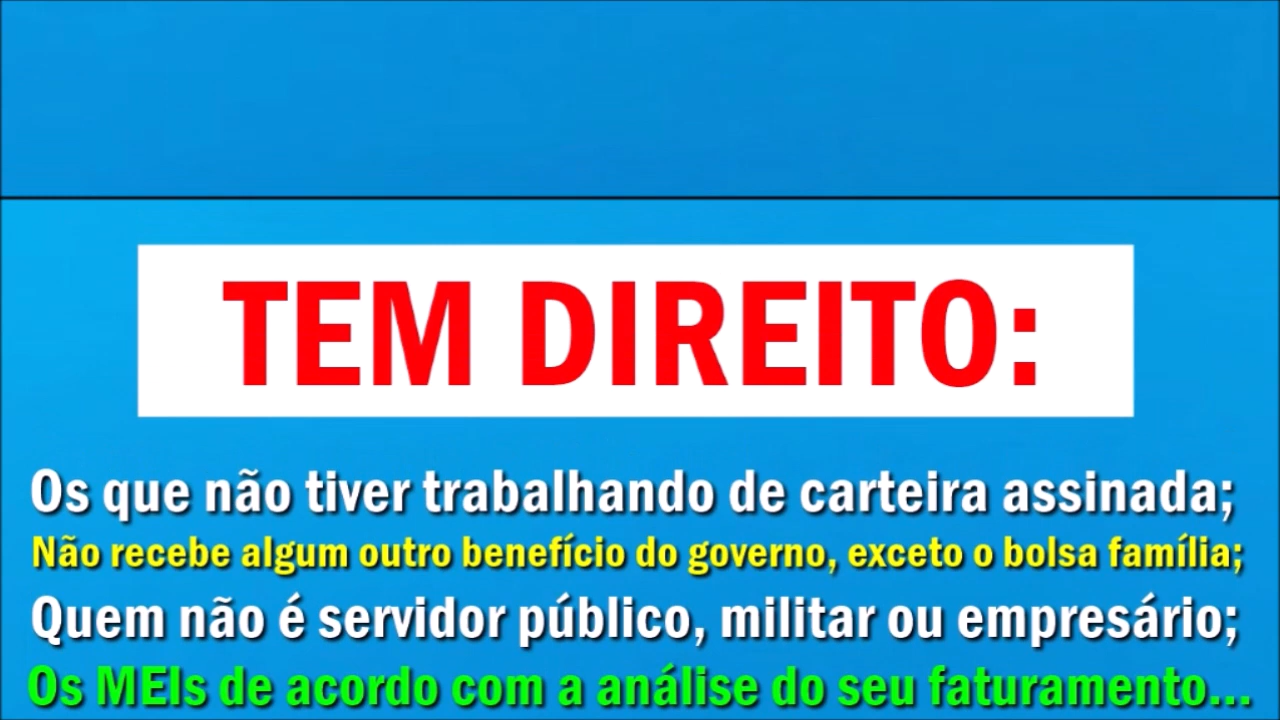 TEM DIREITO:
Os que não tiver trabalhando de carteira assinada;
Não recebe algum outro benefício do governo, exceto o bolsa família;
Quem não é servidor público, militar ou empresário;
Os MEIs de acordo com a análise do seu faturamento...